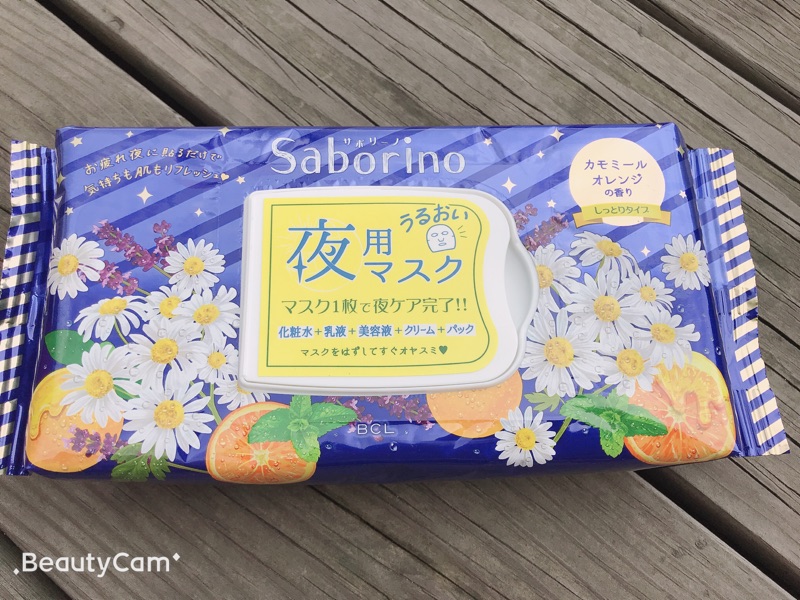 お疲れ夜に貼るだけで
気持ちも肌もリフレッシュ♥
サボリーノ
Saborino
カモミール
オレンジ
の香り
しっとりタイプ
うるおい
夜用
マスク
マスク1枚で夜ケア完了!!
化粧水+乳液+美容液+クリーム+パック
マスクをはずしてすぐオヤスミ♥
BCL
BeautyCam